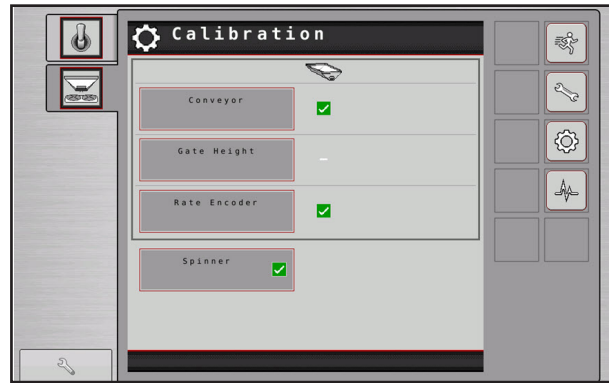 Calibration
Conveyor
Gate Height
Rate Encoder
Spinner